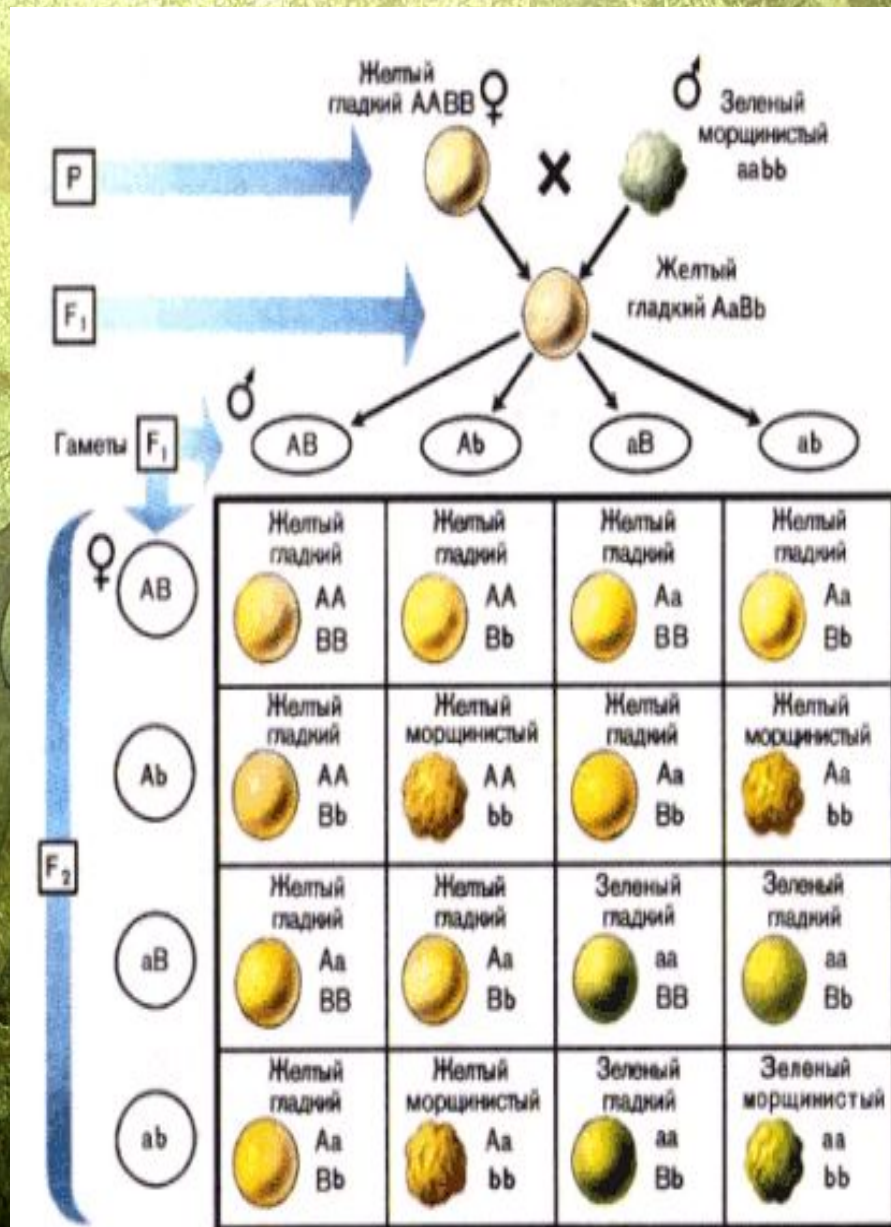 Желтый
гладкий ААВВ ♀
♂ Зеленый
морщинистый
aabb
P
X
Желтый
гладкий АаВb
F₁
♂
Гаметы F₁
AB
Ab
aB
ab
♀
AB
Желтый
гладкий
AA
BB
Желтый
гладкий
AA
Bb
Желтый
гладкий
Aa
BB
Желтый
гладкий
Aa
Bb
Ab
Желтый
гладкий
AA
Bb
Желтый
морщинистый
AA
bb
Желтый
гладкий
Aa
Bb
Желтый
морщинистый
Aa
bb
F₂
aB
Желтый
гладкий
Aa
BB
Желтый
гладкий
Aa
Bb
Зеленый
гладкий
aa
BB
Зеленый
гладкий
aa
Bb
ab
Желтый
гладкий
Aa
Bb
Желтый
морщинистый
Aa
bb
Зеленый
гладкий
aa
Bb
Зеленый
морщинистый
aa
bb